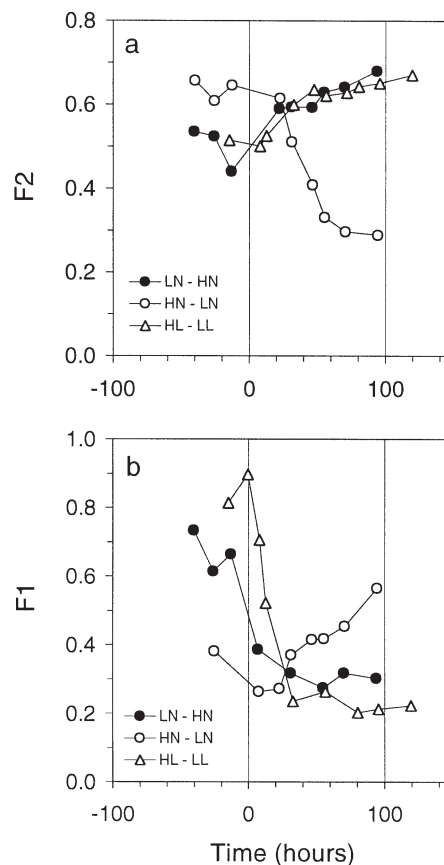 a
0.8
0.6
0.4
0.2
0.0
F2
LN - HN
HN - LN
HL - LL
-100 0 100
b
1.0
0.8
0.6
0.4
0.2
0.0
F1
LN - HN
HN - LN
HL - LL
-100 0 100
Time (hours)